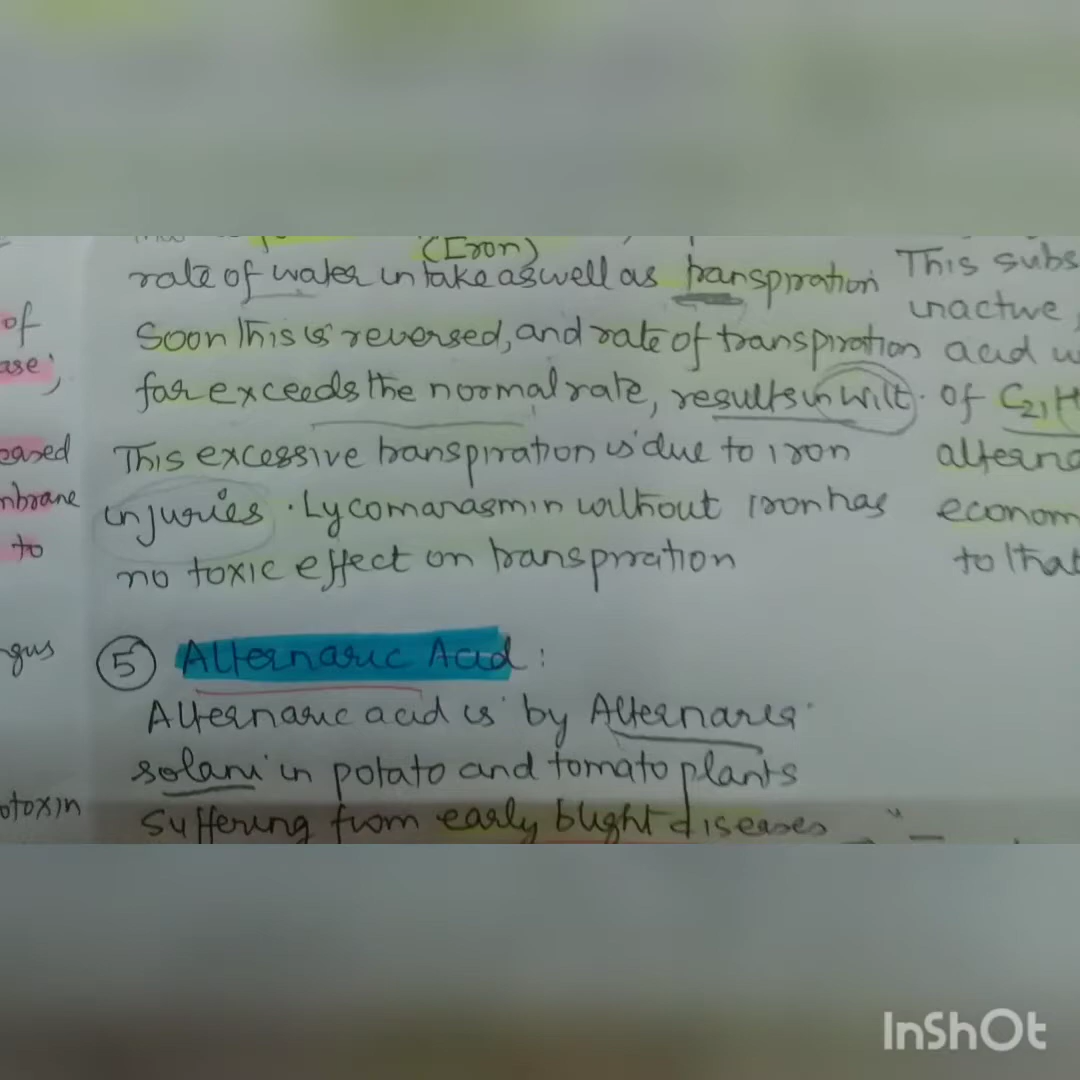 (Iron)
rate of water intake as well as transpiration
Soon this is reversed, and rate of transpiration
far exceeds the normal rate, results in wilt.
This excessive transpiration is due to iron
injuries. Lycomarasmin without iron has
no toxic effect on transpiration
5 Alternaric Acid:
Alternaric acid is by Alternaria
solani in potato and tomato plants
suffering from early blight diseases
This subs
inactive,
acid
of C21H
alterna
econom
to that
of
ase;
eased
mbrane
to
gus
otoxin
InShOt